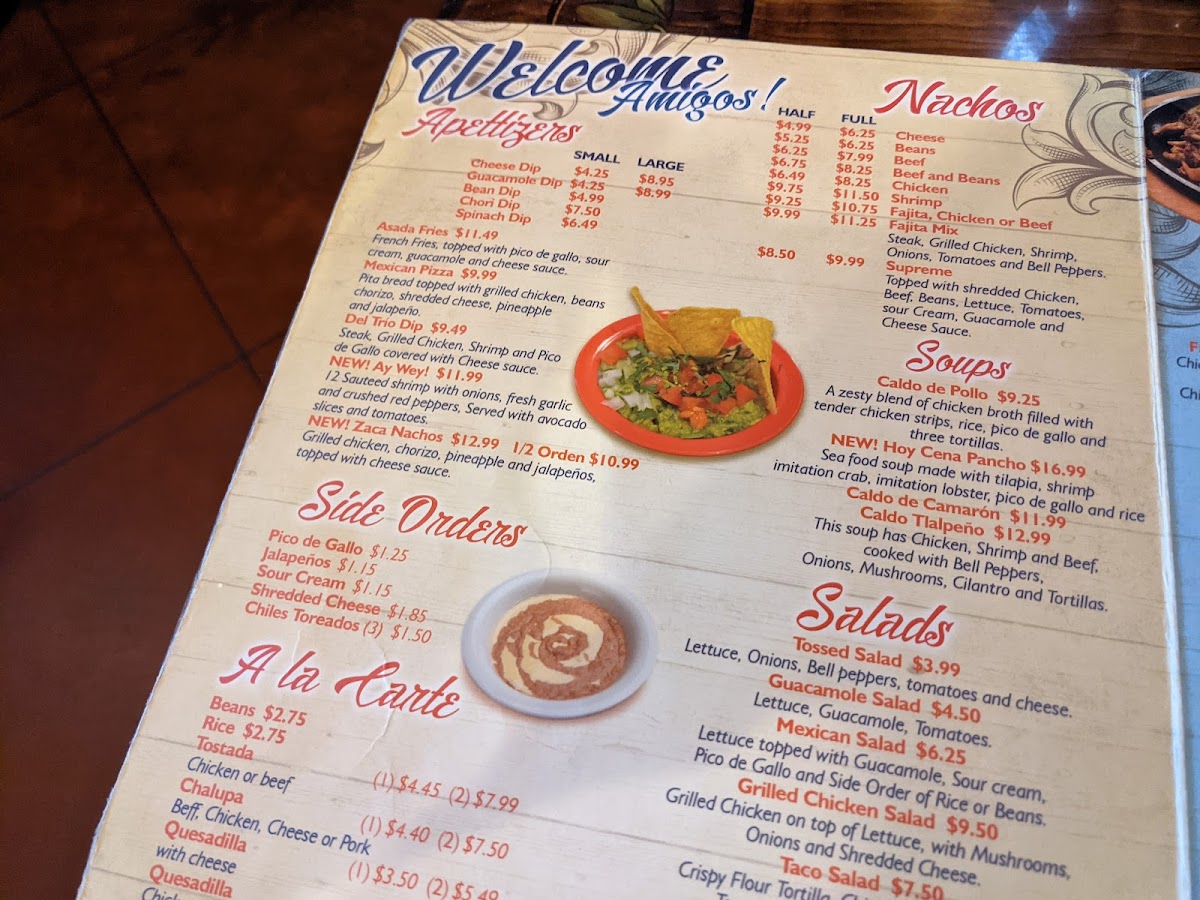 Welcome
Amigos!
Apettizers
SMALL LARGE
Cheese Dip $4.25 $8.95
Guacamole Dip $4.25 $8.99
Bean Dip $4.99
Chori Dip $7.50
Spinach Dip $6.49
Asada Fries $11.49
French Fries, topped with pico de gallo, sour
cream, guacamole and cheese sauce.
Mexican Pizza $9.99
Pita bread topped with grilled chicken, beans
chorizo, shredded cheese, pineapple
and jalapeño.
Del Trio Dip $9.49
Steak, Grilled Chicken, Shrimp and Pico
de Gallo covered with Cheese sauce.
NEW! Ay Wey! $11.99
12 Sauteed shrimp with onions, fresh garlic
and crushed red peppers, Served with avocado
slices and tomatoes.
NEW! Zaca Nachos $12.99 1/2 Orden $10.99
Grilled chicken, chorizo, pineapple and jalapeños,
topped with cheese sauce.
Side Orders
Pico de Gallo $1.25
Jalapeños $1.15
Sour Cream $1.15
Shredded Cheese $1.85
Chiles Toreados (3) $1.50
A la Carte
Beans $2.75
Rice $2.75
Tostada
Chicken or beef (1) $4.45 (2) $7.99
Chalupa
Beff, Chicken, Cheese or Pork (1) $4.40 (2) $7.50
Quesadilla
with cheese (1) $3.50 (2) $5.49
Quesadilla
Nachos
HALF FULL
$4.99 $6.25 Cheese
$5.25 $6.25 Beans
$6.25 $7.99 Beef
$6.75 $8.25 Beef and Beans
$6.49 $8.25 Chicken
$9.75 $11.50 Shrimp
$9.25 $10.75 Fajita, Chicken or Beef
$9.99 $11.25 Fajita Mix
Steak, Grilled Chicken, Shrimp,
Onions, Tomatoes and Bell Peppers.
$8.50 $9.99 Supreme
Topped with shredded Chicken,
Beef, Beans, Lettuce, Tomatoes,
sour Cream, Guacamole and
Cheese Sauce.
Soups
Caldo de Pollo $9.25
A zesty blend of chicken broth filled with
tender chicken strips, rice, pico de gallo and
three tortillas.
NEW! Hoy Cena Pancho $16.99
Sea food soup made with tilapia, shrimp
imitation crab, imitation lobster, pico de gallo and rice
Caldo de Camarón $11.99
Caldo Tlalpeño $12.99
This soup has Chicken, Shrimp and Beef,
cooked with Bell Peppers,
Onions, Mushrooms, Cilantro and Tortillas.
Salads
Tossed Salad $3.99
Lettuce, Onions, Bell peppers, tomatoes and cheese.
Guacamole Salad $4.50
Lettuce, Guacamole, Tomatoes.
Mexican Salad $6.25
Lettuce topped with Guacamole, Sour cream,
Pico de Gallo and Side Order of Rice or Beans.
Grilled Chicken Salad $9.50
Grilled Chicken on top of Lettuce, with Mushrooms,
Onions and Shredded Cheese.
Taco Salad $7.50
Crispy Flour Tortilla,